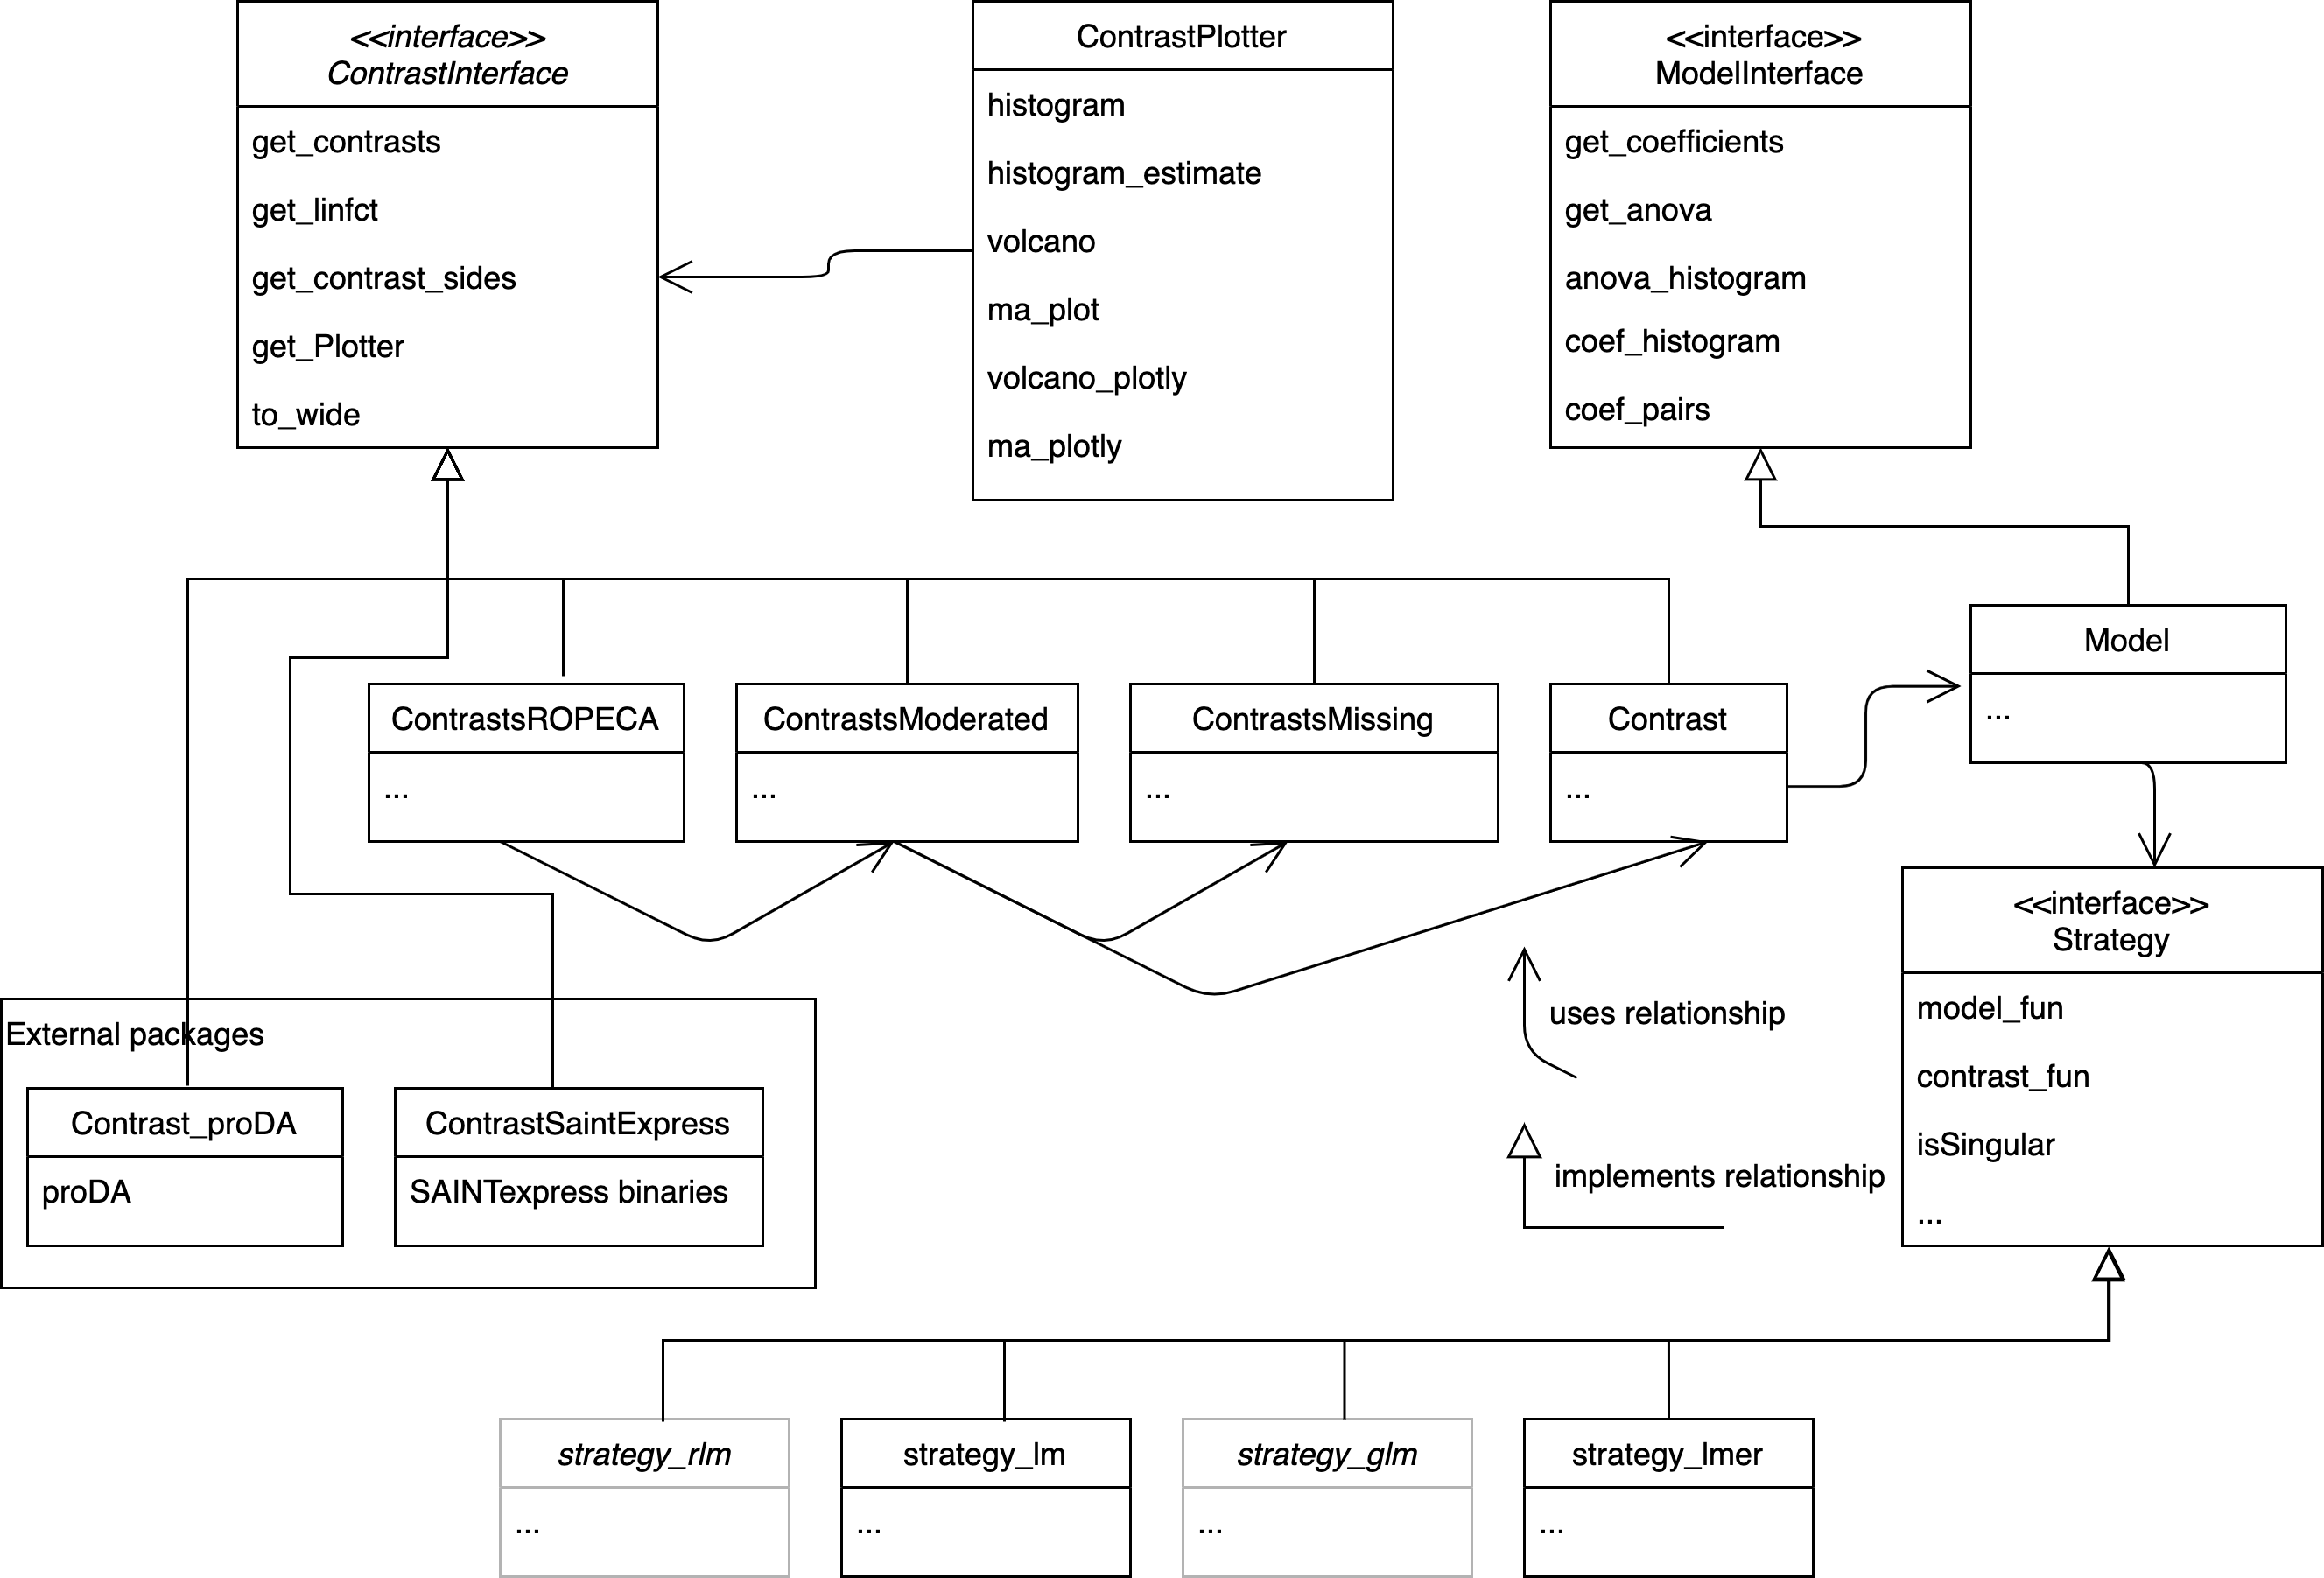 <<interface>>
ContrastInterface
get_contrasts
get_linfct
get_contrast_sides
get_Plotter
to_wide
ContrastPlotter
histogram
histogram_estimate
volcano
ma_plot
volcano_plotly
ma_plotly
<<interface>>
ModelInterface
get_coefficients
get_anova
anova_histogram
coef_histogram
coef_pairs
ContrastsROPECA
...
ContrastsModerated
...
ContrastsMissing
...
Contrast
...
Model
...
External packages
Contrast_proDA
proDA
ContrastSaintExpress
SAINTexpress binaries
uses relationship
implements relationship
<<interface>>
Strategy
model_fun
contrast_fun
isSingular
...
strategy_rlm
...
strategy_lm
...
strategy_glm
...
strategy_lmer
...